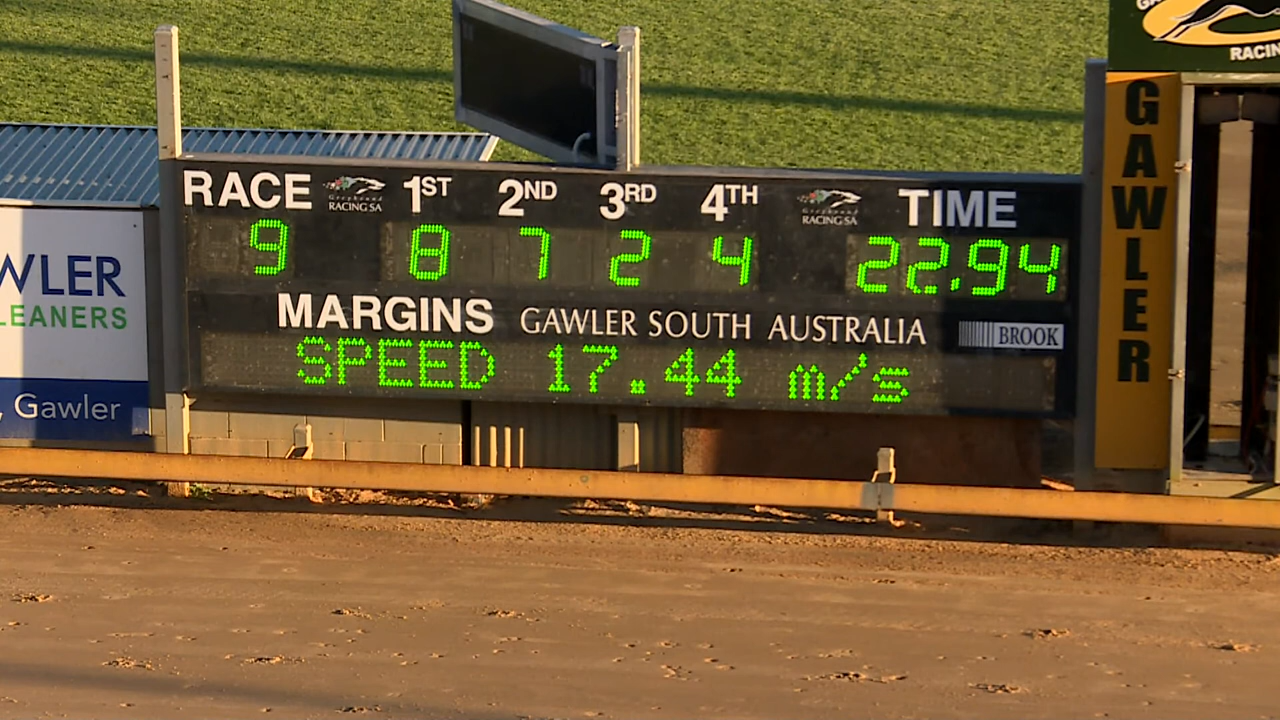 RACING
RACE Greyhound RACING SA 1ST 2ND 3RD 4TH Greyhound RACING SA TIME
9 8 7 2 4 22.94
MARGINS GAWLER SOUTH AUSTRALIA BROOK
SPEED 17.44 m/s
GAWLER
WLER
LEANERS
, Gawler